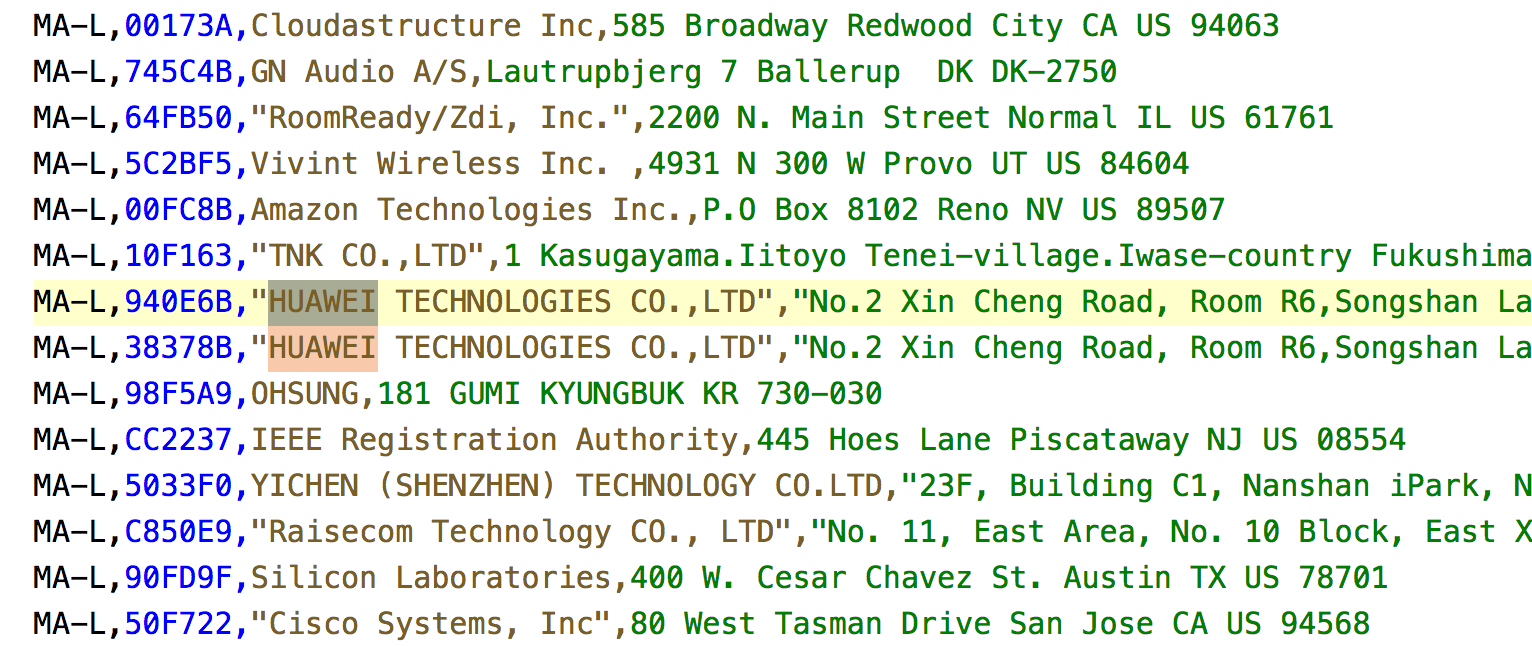 MA-L,00173A,Cloudastructure Inc,585 Broadway Redwood City CA US 94063
MA-L,745C4B,GN Audio A/S,Lautrupbjerg 7 Ballerup  DK DK-2750
MA-L,64FB50,"RoomReady/Zdi, Inc.",2200 N. Main Street Normal IL US 61761
MA-L,5C2BF5,Vivint Wireless Inc. ,4931 N 300 W Provo UT US 84604
MA-L,00FC8B,Amazon Technologies Inc.,P.O Box 8102 Reno NV US 89507
MA-L,10F163,"TNK CO.,LTD",1 Kasugayama.Iitoyo Tenei-village.Iwase-country Fukushima
MA-L,940E6B,"HUAWEI TECHNOLOGIES CO.,LTD","No.2 Xin Cheng Road, Room R6,Songshan La
MA-L,38378B,"HUAWEI TECHNOLOGIES CO.,LTD","No.2 Xin Cheng Road, Room R6,Songshan La
MA-L,98F5A9,OHSUNG,181 GUMI KYUNGBUK KR 730-030
MA-L,CC2237,IEEE Registration Authority,445 Hoes Lane Piscataway NJ US 08554
MA-L,5033F0,YICHEN (SHENZHEN) TECHNOLOGY CO.LTD,"23F, Building C1, Nanshan iPark, N
MA-L,C850E9,"Raisecom Technology CO., LTD","No. 11, East Area, No. 10 Block, East X
MA-L,90FD9F,Silicon Laboratories,400 W. Cesar Chavez St. Austin TX US 78701
MA-L,50F722,"Cisco Systems, Inc",80 West Tasman Drive San Jose CA US 94568